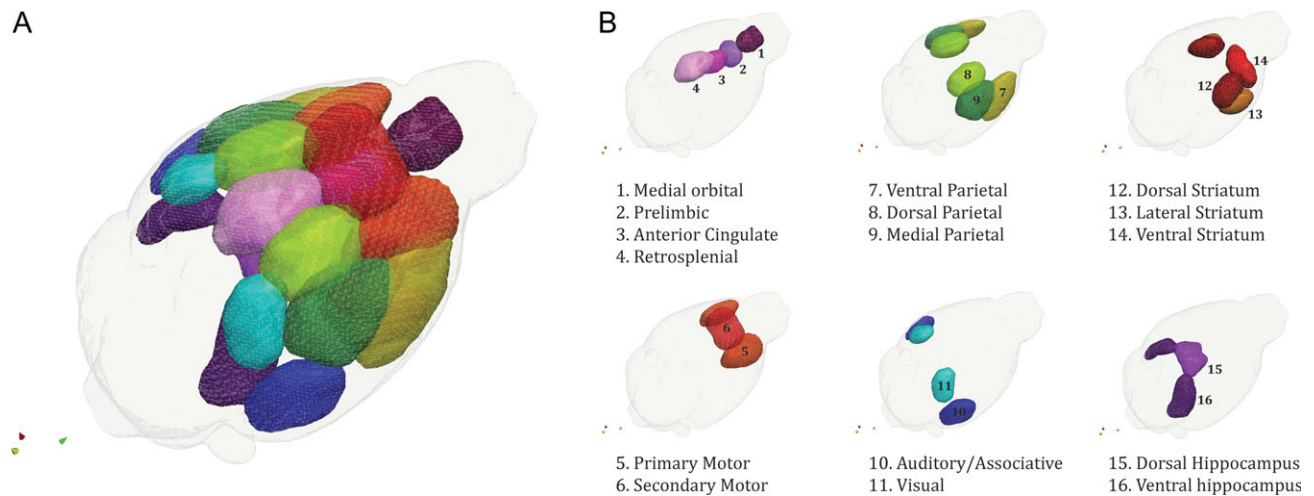 A
B
1
2
3
4
8
7
9
14
12
13
1. Medial orbital
2. Prelimbic
3. Anterior Cingulate
4. Retrosplenial
7. Ventral Parietal
8. Dorsal Parietal
9. Medial Parietal
12. Dorsal Striatum
13. Lateral Striatum
14. Ventral Striatum
6
5
11
10
15
16
5. Primary Motor
6. Secondary Motor
10. Auditory/Associative
11. Visual
15. Dorsal Hippocampus
16. Ventral hippocampus